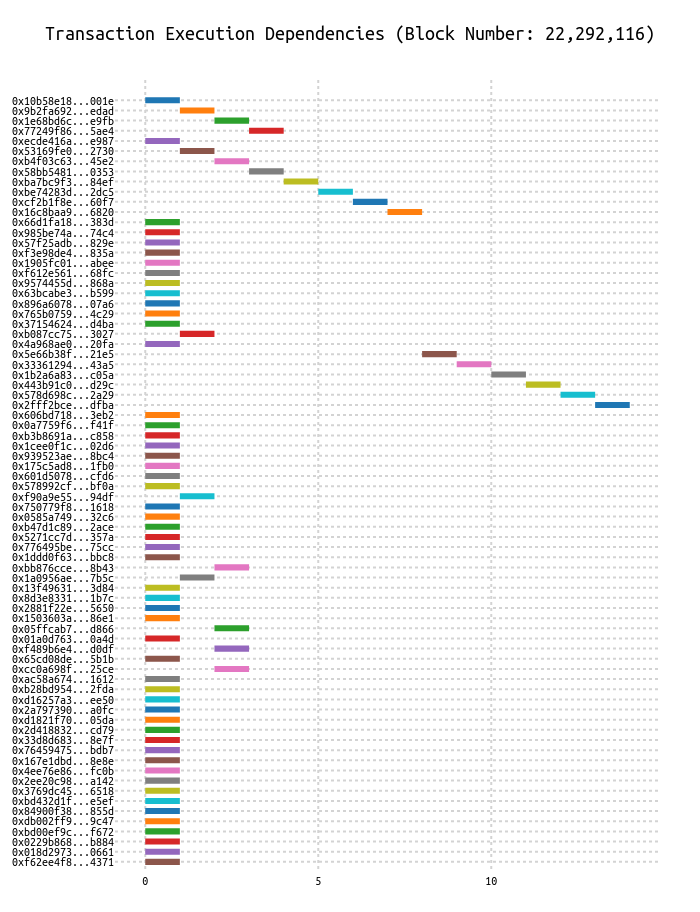 Transaction Execution Dependencies (Block Number: 22,292,116)
0x10b58e18...001e
0x9b2fa692...edad
0x1e68bd6c...e9fb
0x77249f86...5ae4
0xecde416a...e987
0x53169fe0...2730
0xb4f03c63...45e2
0x58bb5481...0353
0xba7bc9f3...84ef
0xbe74283d...2dc5
0xcf2b1f8e...60f7
0x16c8baa9...6820
0x66d1fa18...383d
0x985be74a...74c4
0x57f25adb...829e
0xf3e98de4...835a
0x1905fc01...abee
0xf612e561...68fc
0x9574455d...868a
0x63bcabe3...b599
0x896a6078...07a6
0x765b0759...4c29
0x37154624...d4ba
0xb087cc75...3027
0x4a968ae0...20fa
0x5e66b38f...21e5
0x33361294...43a5
0x1b2a6a83...c05a
0x443b91c0...d29c
0x578d698c...2a29
0x2fff2bce...dfba
0x606bd718...3eb2
0x0a7759f6...f41f
0xb3b8691a...c858
0x1cee0f1c...02d6
0x939523ae...8bc4
0x175c5ad8...1fb0
0x601d5078...cfd6
0x578992cf...bf0a
0xf90a9e55...94df
0x750779f8...1618
0x0585a749...32c6
0xb47d1c89...2ace
0x5271cc7d...357a
0x776495be...75cc
0x1ddd0f63...bbc8
0xbb876cce...8b43
0x1a0956ae...7b5c
0x13f49631...3d84
0x8d3e8331...1b7c
0x2881f22e...5650
0x1503603a...86e1
0x05ffcab7...d866
0x01a0d763...0a4d
0xf489b6e4...d0df
0x65cd08de...5b1b
0xcc0a698f...25ce
0xac58a674...1612
0xb28bd954...2fda
0xd16257a3...ee50
0x2a797390...a0fc
0xd1821f70...05da
0x2d418832...cd79
0x33d8d683...8e7f
0x76459475...bdb7
0x167e1dbd...8e8e
0x4ee76e86...fc0b
0x2ee20c98...a142
0x3769dc45...6518
0xbd432d1f...e5ef
0x84900f38...855d
0xdb002ff9...9c47
0xbd00ef9c...f672
0x0229b868...b884
0x018d2973...0661
0xf62ee4f8...4371
0 5 10